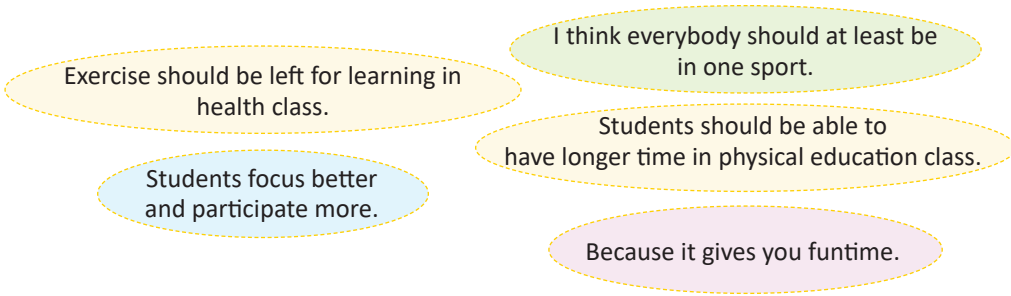 I think everybody should at least be
in one sport.
Exercise should be left for learning in
health class.
Students should be able to
have longer time in physical education class.
Students focus better
and participate more.
Because it gives you funtime.